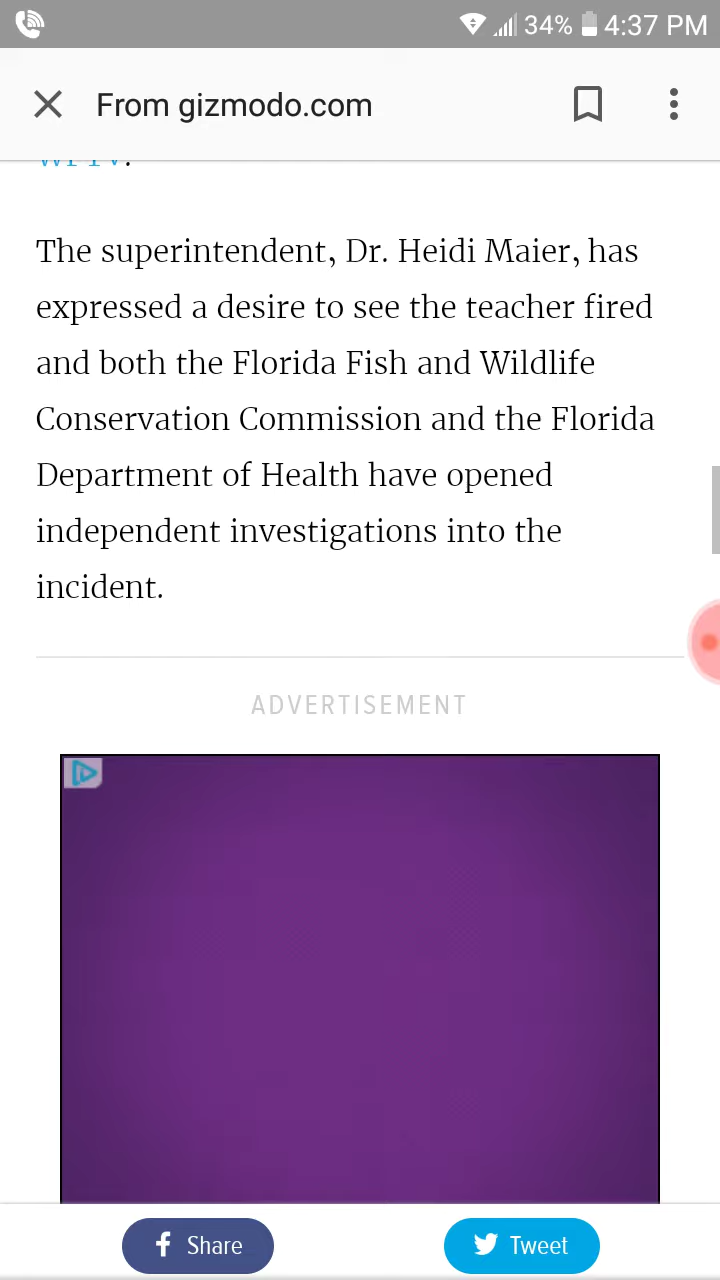 34% 4:37 PM
From gizmodo.com
The superintendent, Dr. Heidi Maier, has
expressed a desire to see the teacher fired
and both the Florida Fish and Wildlife
Conservation Commission and the Florida
Department of Health have opened
independent investigations into the
incident.
ADVERTISEMENT
Share Tweet